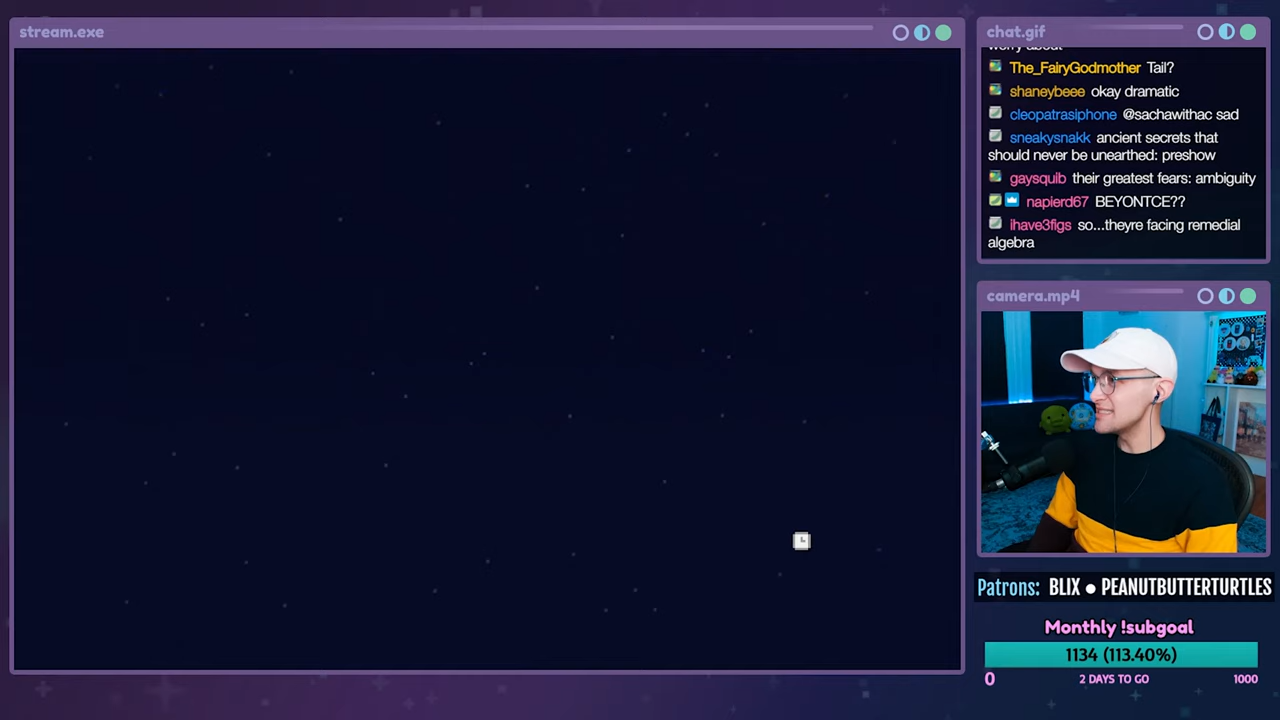 stream.exe
chat.gif
worry about
The_FairyGodmother Tail?
shaneybeee okay dramatic
cleopatrasiphone @sachawithac sad
sneakysnakk ancient secrets that
should never be unearthed: preshow
gaysquib their greatest fears: ambiguity
napierd67 BEYONTCE??
ihave3figs so...theyre facing remedial
algebra
camera.mp4
Patrons: BLIX ● PEANUTBUTTERTURTLES
Monthly !subgoal
1134 (113.40%)
0 2 DAYS TO GO 1000